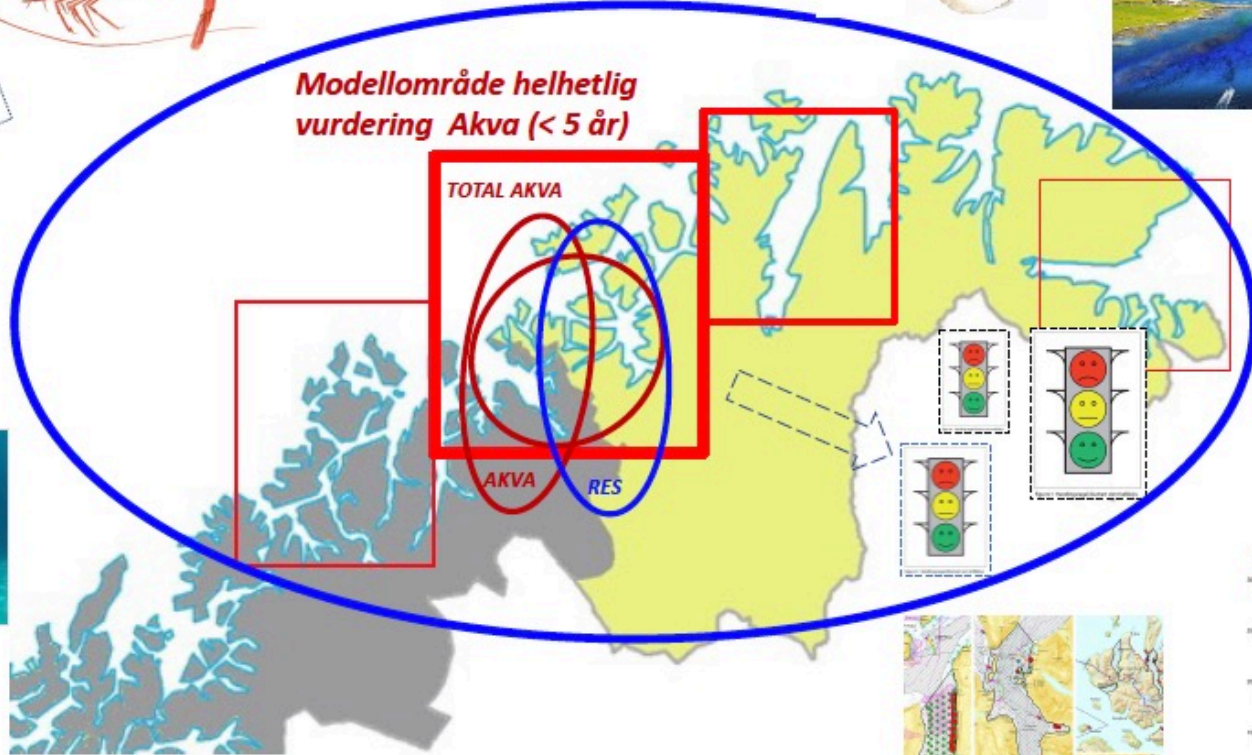 Modellområde helhetlig
vurdering Akva (< 5 år)
TOTAL AKVA
AKVA
RES